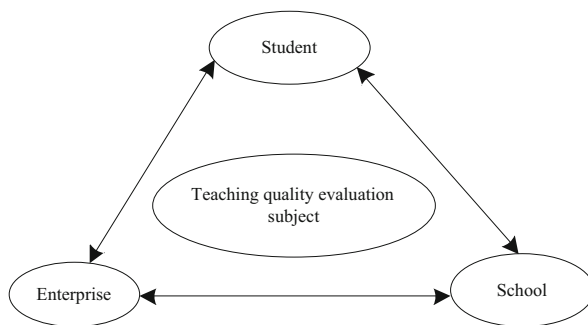 Student
Teaching quality evaluation
subject
Enterprise
School